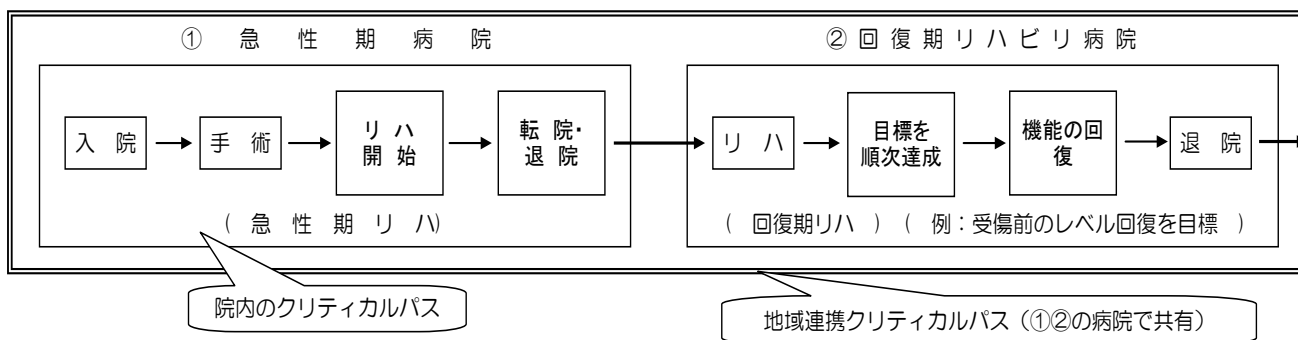 ① 急性期病院
② 回復期リハビリ病院
入院
手術
リハ
開始
転院・
退院
リハ
目標を
順次達成
機能の回
復
退院
(急性期リハ)
(回復期リハ)(例:受傷前のレベル回復を目標)
院内のクリティカルパス
地域連携クリティカルパス(①②の病院で共有)